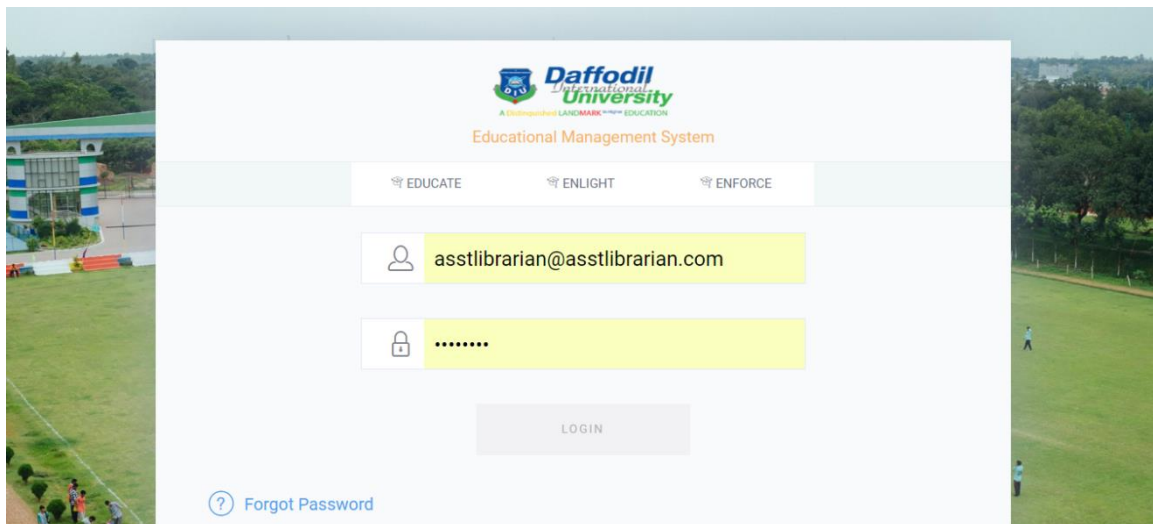 Daffodil
International
University
A Distinguished LANDMARK EDUCATION
Educational Management System
EDUCATE ENLIGHT ENFORCE
asstlibrarian@asstlibrarian.com
••••••••
LOGIN
? Forgot Password